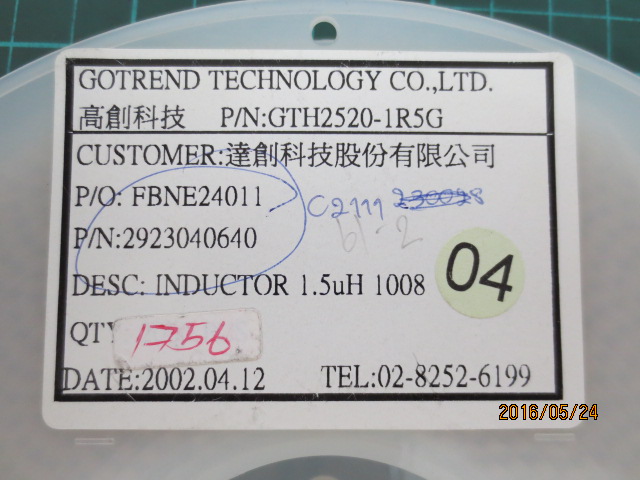 GOTREND TECHNOLOGY CO.,LTD.
高創科技 P/N:GTH2520-1R5G
CUSTOMER:達創科技股份有限公司
P/O: FBNE24011
C2111
P/N:2923040640
61-2
04
DESC: INDUCTOR 1.5uH 1008
QTY
1756
DATE:2002.04.12 TEL:02-8252-6199
2016/05/24